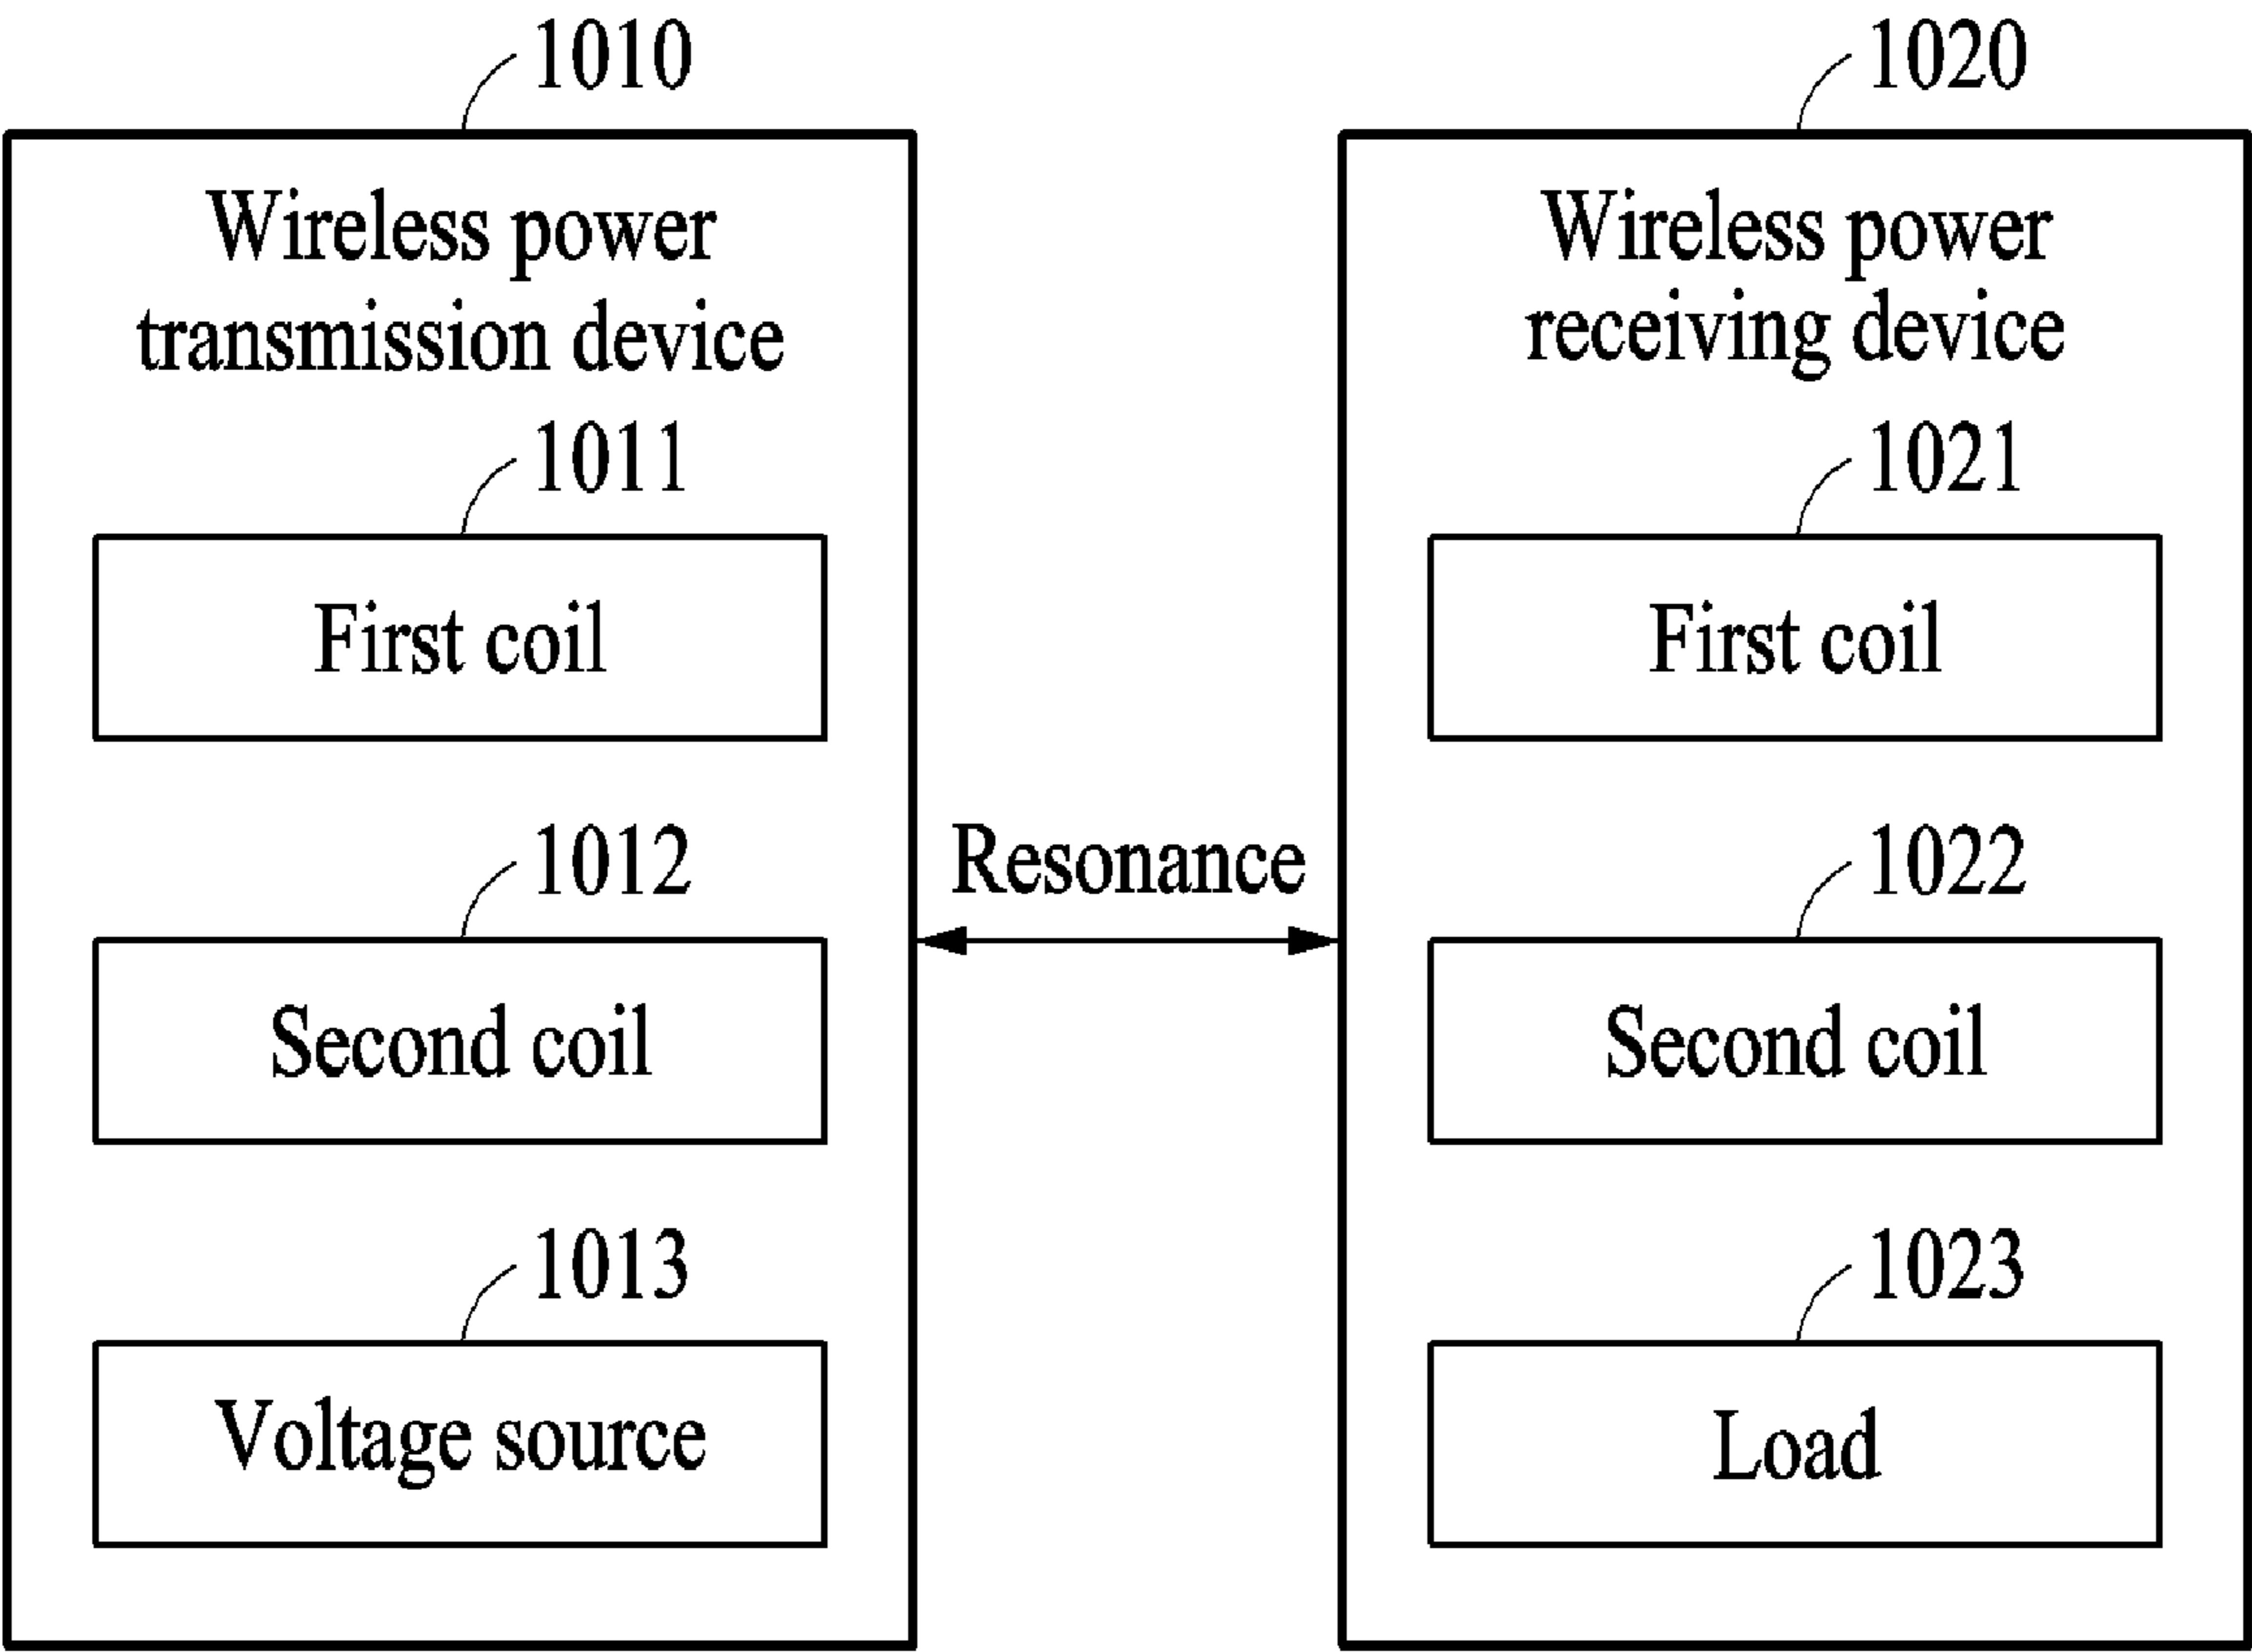 1010
Wireless power
transmission device
1011
First coil
1012
Second coil
1013
Voltage source
Resonance
1020
Wireless power
receiving device
1021
First coil
1022
Second coil
1023
Load